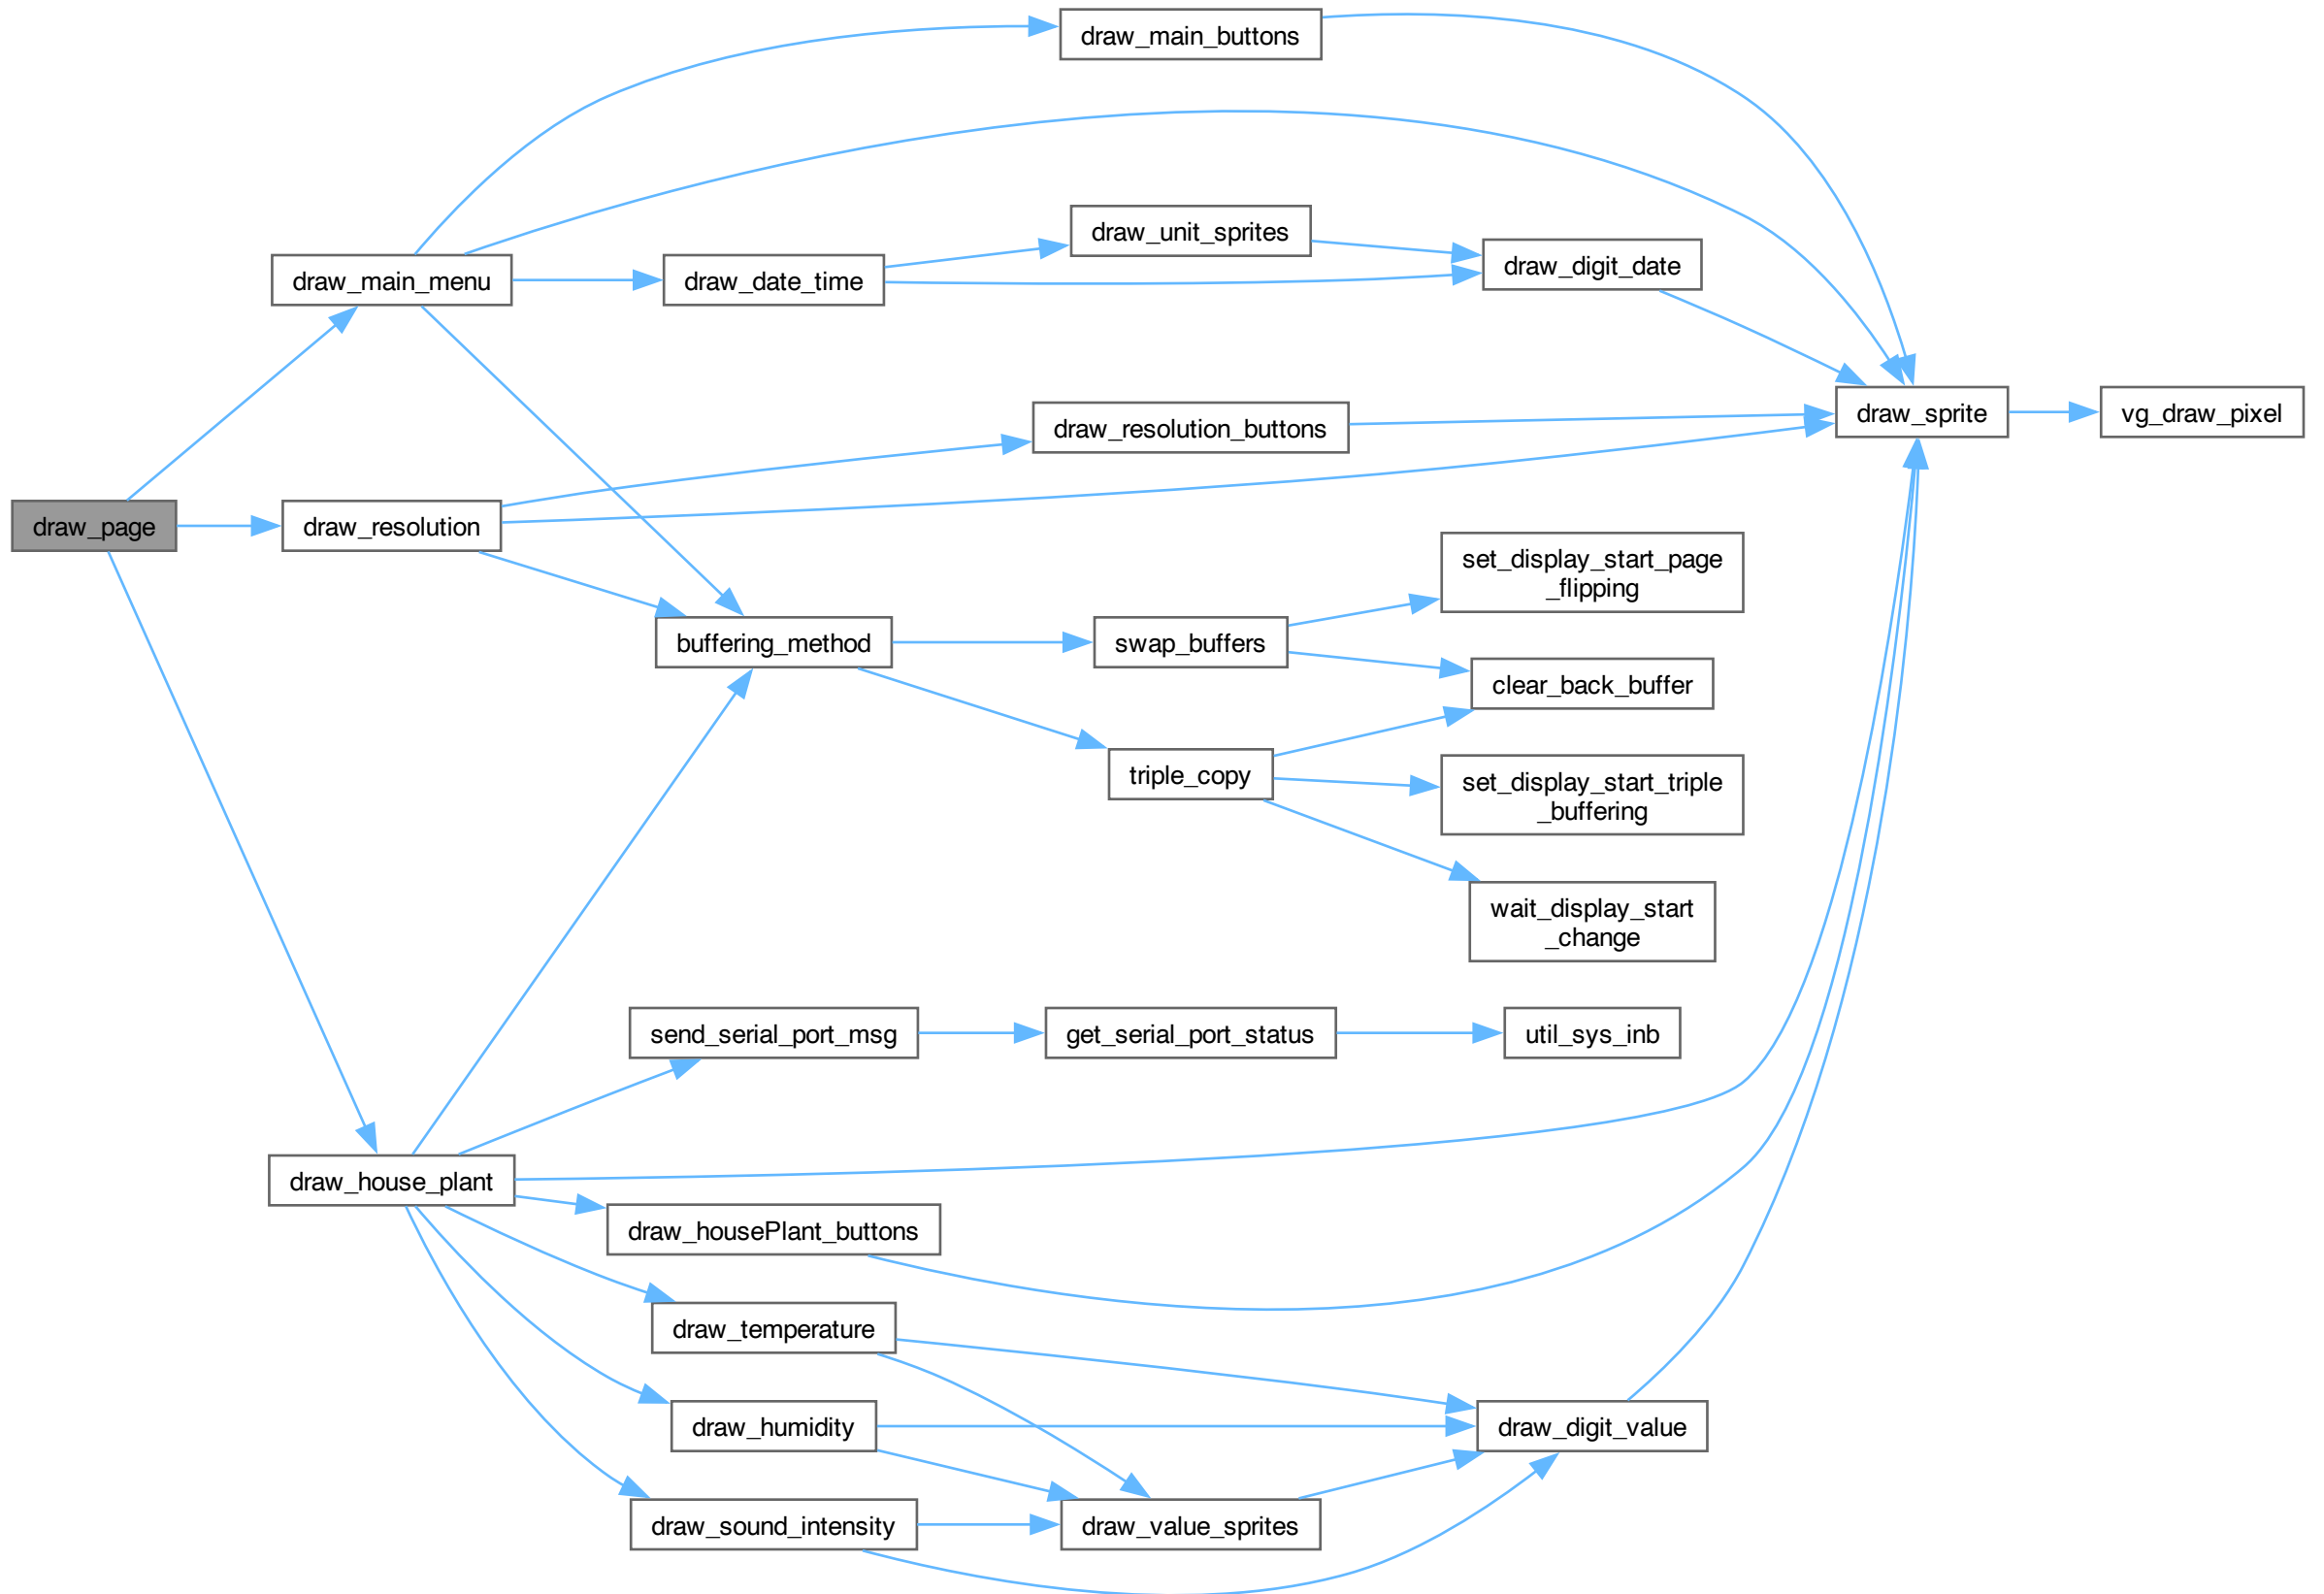 draw_main_buttons
draw_unit_sprites
draw_main_menu
draw_date_time
draw_digit_date
draw_resolution_buttons
draw_sprite
vg_draw_pixel
draw_page
draw_resolution
set_display_start_page
_flipping
buffering_method
swap_buffers
clear_back_buffer
triple_copy
set_display_start_triple
_buffering
wait_display_start
_change
send_serial_port_msg
get_serial_port_status
util_sys_inb
draw_house_plant
draw_housePlant_buttons
draw_temperature
draw_humidity
draw_digit_value
draw_sound_intensity
draw_value_sprites